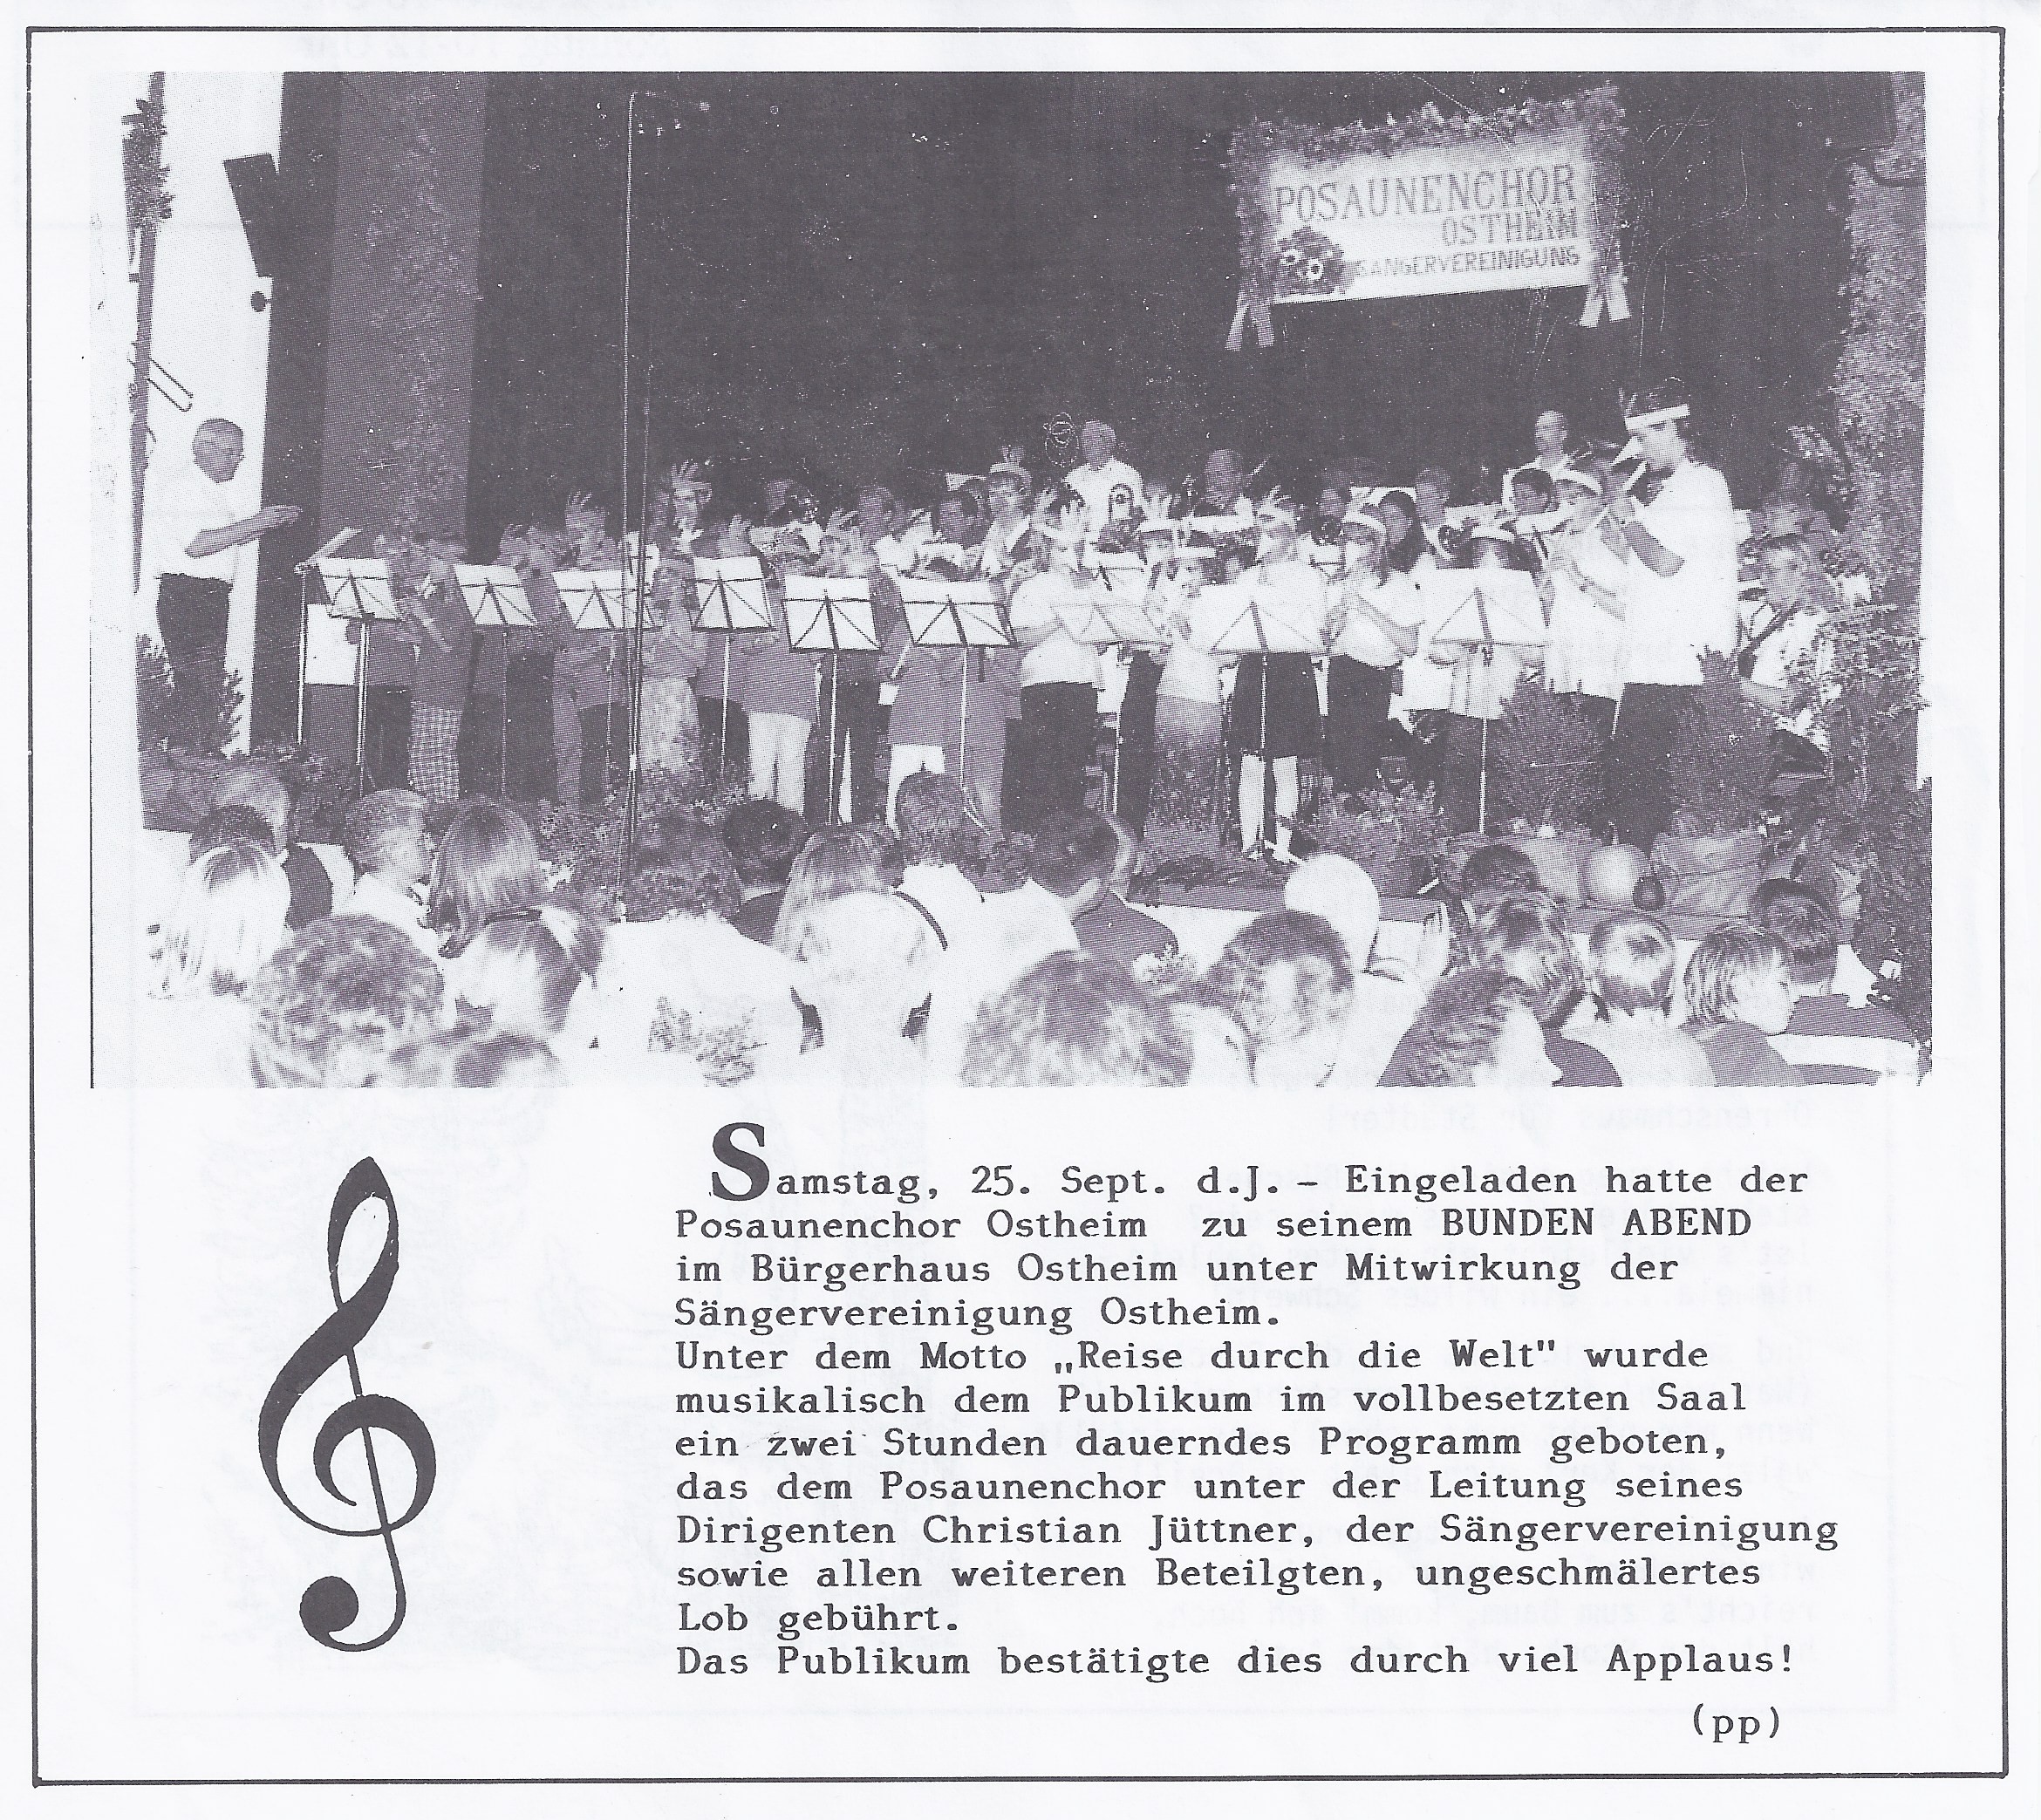 POSAUNENCHOR
OSTHEIM
SÄNGERVEREINIGUNG
Samstag, 25. Sept. d.J. – Eingeladen hatte der
Posaunenchor Ostheim zu seinem BUNDEN ABEND
im Bürgerhaus Ostheim unter Mitwirkung der
Sängervereinigung Ostheim.
Unter dem Motto „Reise durch die Welt" wurde
musikalisch dem Publikum im vollbesetzten Saal
ein zwei Stunden dauerndes Programm geboten,
das dem Posaunenchor unter der Leitung seines
Dirigenten Christian Jüttner, der Sängervereinigung
sowie allen weiteren Beteilgten, ungeschmälertes
Lob gebührt.
Das Publikum bestätigte dies durch viel Applaus!
(pp)